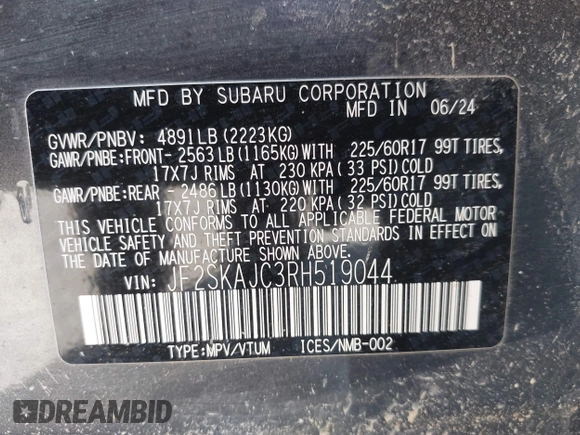 MFD BY SUBARU CORPORATION
MFD IN 06/24
GVWR/PNBV: 4891LB (2223KG)
GAWR/PNBE:FRONT- 2563LB (1165KG)WITH 225/60R17 99T TIRES,
17X7J RIMS AT 230 KPA( 33 PSI)COLD
GAWR/PNBE:REAR - 2486LB (1130KG)WITH 225/60R17 99T TIRES,
17X7J RIMS AT 220 KPA( 32 PSI)COLD
THIS VEHICLE CONFORMS TO ALL APPLICABLE FEDERAL MOTOR
VEHICLE SAFETY AND THEFT PREVENTION STANDARDS IN EFFECT ON
THE DATE OF MANUFACTURE SHOWN ABOVE.
VIN: JF2SKAJC3RH519044
TYPE:MPV/VTUM ICES/NMB-002
DREAMBID